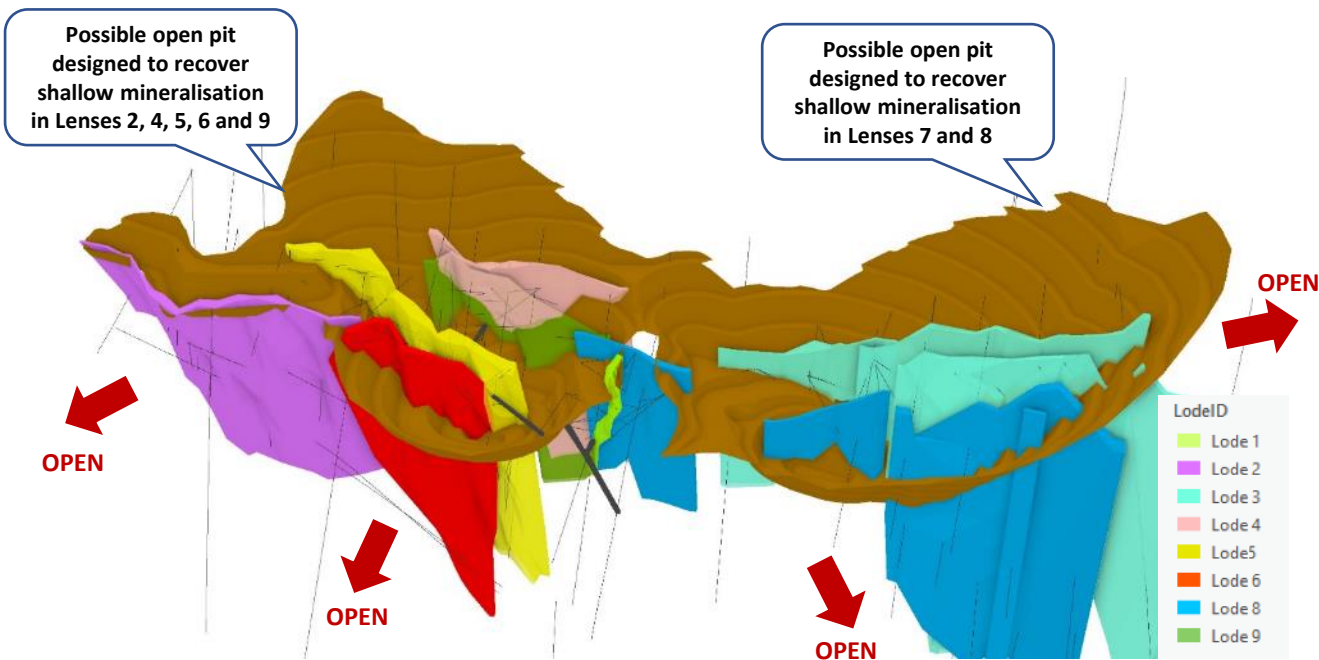 Possible open pit
designed to recover
shallow mineralisation
in Lenses 2, 4, 5, 6 and 9
Possible open pit
designed to recover
shallow mineralisation
in Lenses 7 and 8
OPEN
OPEN
OPEN
OPEN
LodeID
Lode 1
Lode 2
Lode 3
Lode 4
Lode5
Lode 6
Lode 8
Lode 9